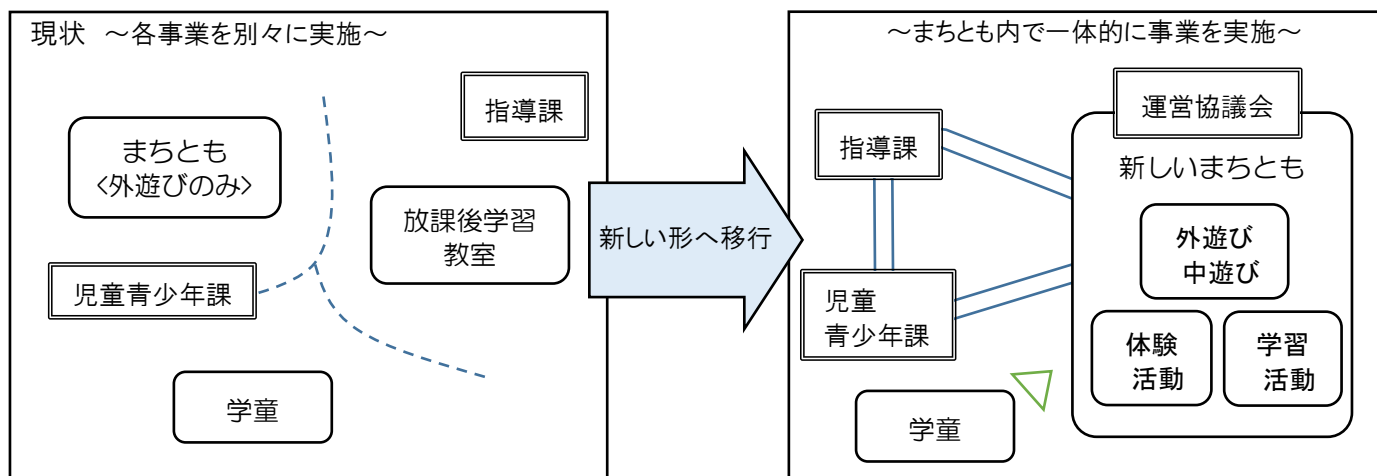 現状 ～各事業を別々に実施～
指導課
まちとも
<外遊びのみ>
放課後学習
教室
児童青少年課
学童
新しい形へ移行
～まちとも内で一体的に事業を実施～
運営協議会
指導課
新しいまちとも
外遊び
中遊び
児童
青少年課
体験
活動
学習
活動
学童